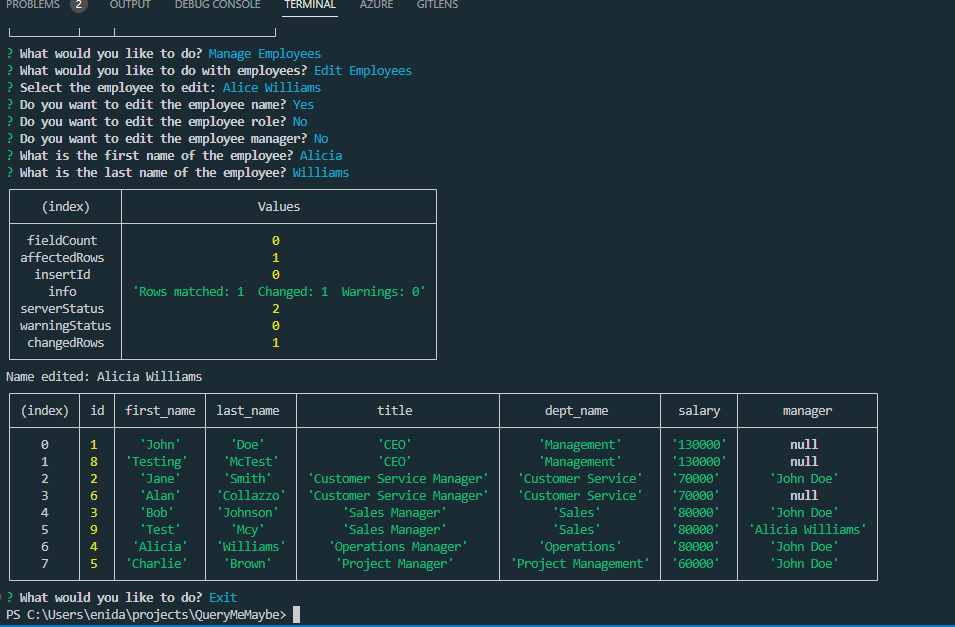 PROBLEMS 2 OUTPUT DEBUG CONSOLE TERMINAL AZURE GITLENS
? What would you like to do? Manage Employees
? What would you like to do with employees? Edit Employees
? Select the employee to edit: Alice Williams
? Do you want to edit the employee name? Yes
? Do you want to edit the employee role? No
? Do you want to edit the employee manager? No
? What is the first name of the employee? Alicia
? What is the last name of the employee? Williams
(index) Values
fieldCount 0
affectedRows 1
insertId 0
info 'Rows matched: 1  Changed: 1  Warnings: 0'
serverStatus 2
warningStatus 0
changedRows 1
Name edited: Alicia Williams
(index) id first_name last_name title dept_name salary manager
0 1 'John' 'Doe' 'CEO' 'Management' '130000' null
1 8 'Testing' 'McTest' 'CEO' 'Management' '130000' null
2 2 'Jane' 'Smith' 'Customer Service Manager' 'Customer Service' '70000' 'John Doe'
3 6 'Alan' 'Collazo' 'Customer Service Manager' 'Customer Service' '70000' null
4 3 'Bob' 'Johnson' 'Sales Manager' 'Sales' '80000' 'John Doe'
5 9 'Test' 'Mcy' 'Sales Manager' 'Sales' '80000' 'Alicia Williams'
6 4 'Alicia' 'Williams' 'Operations Manager' 'Operations' '80000' 'John Doe'
7 5 'Charlie' 'Brown' 'Project Manager' 'Project Management' '60000' 'John Doe'
? What would you like to do? Exit
PS C:\Users\enida\projects\QueryMeMaybe>